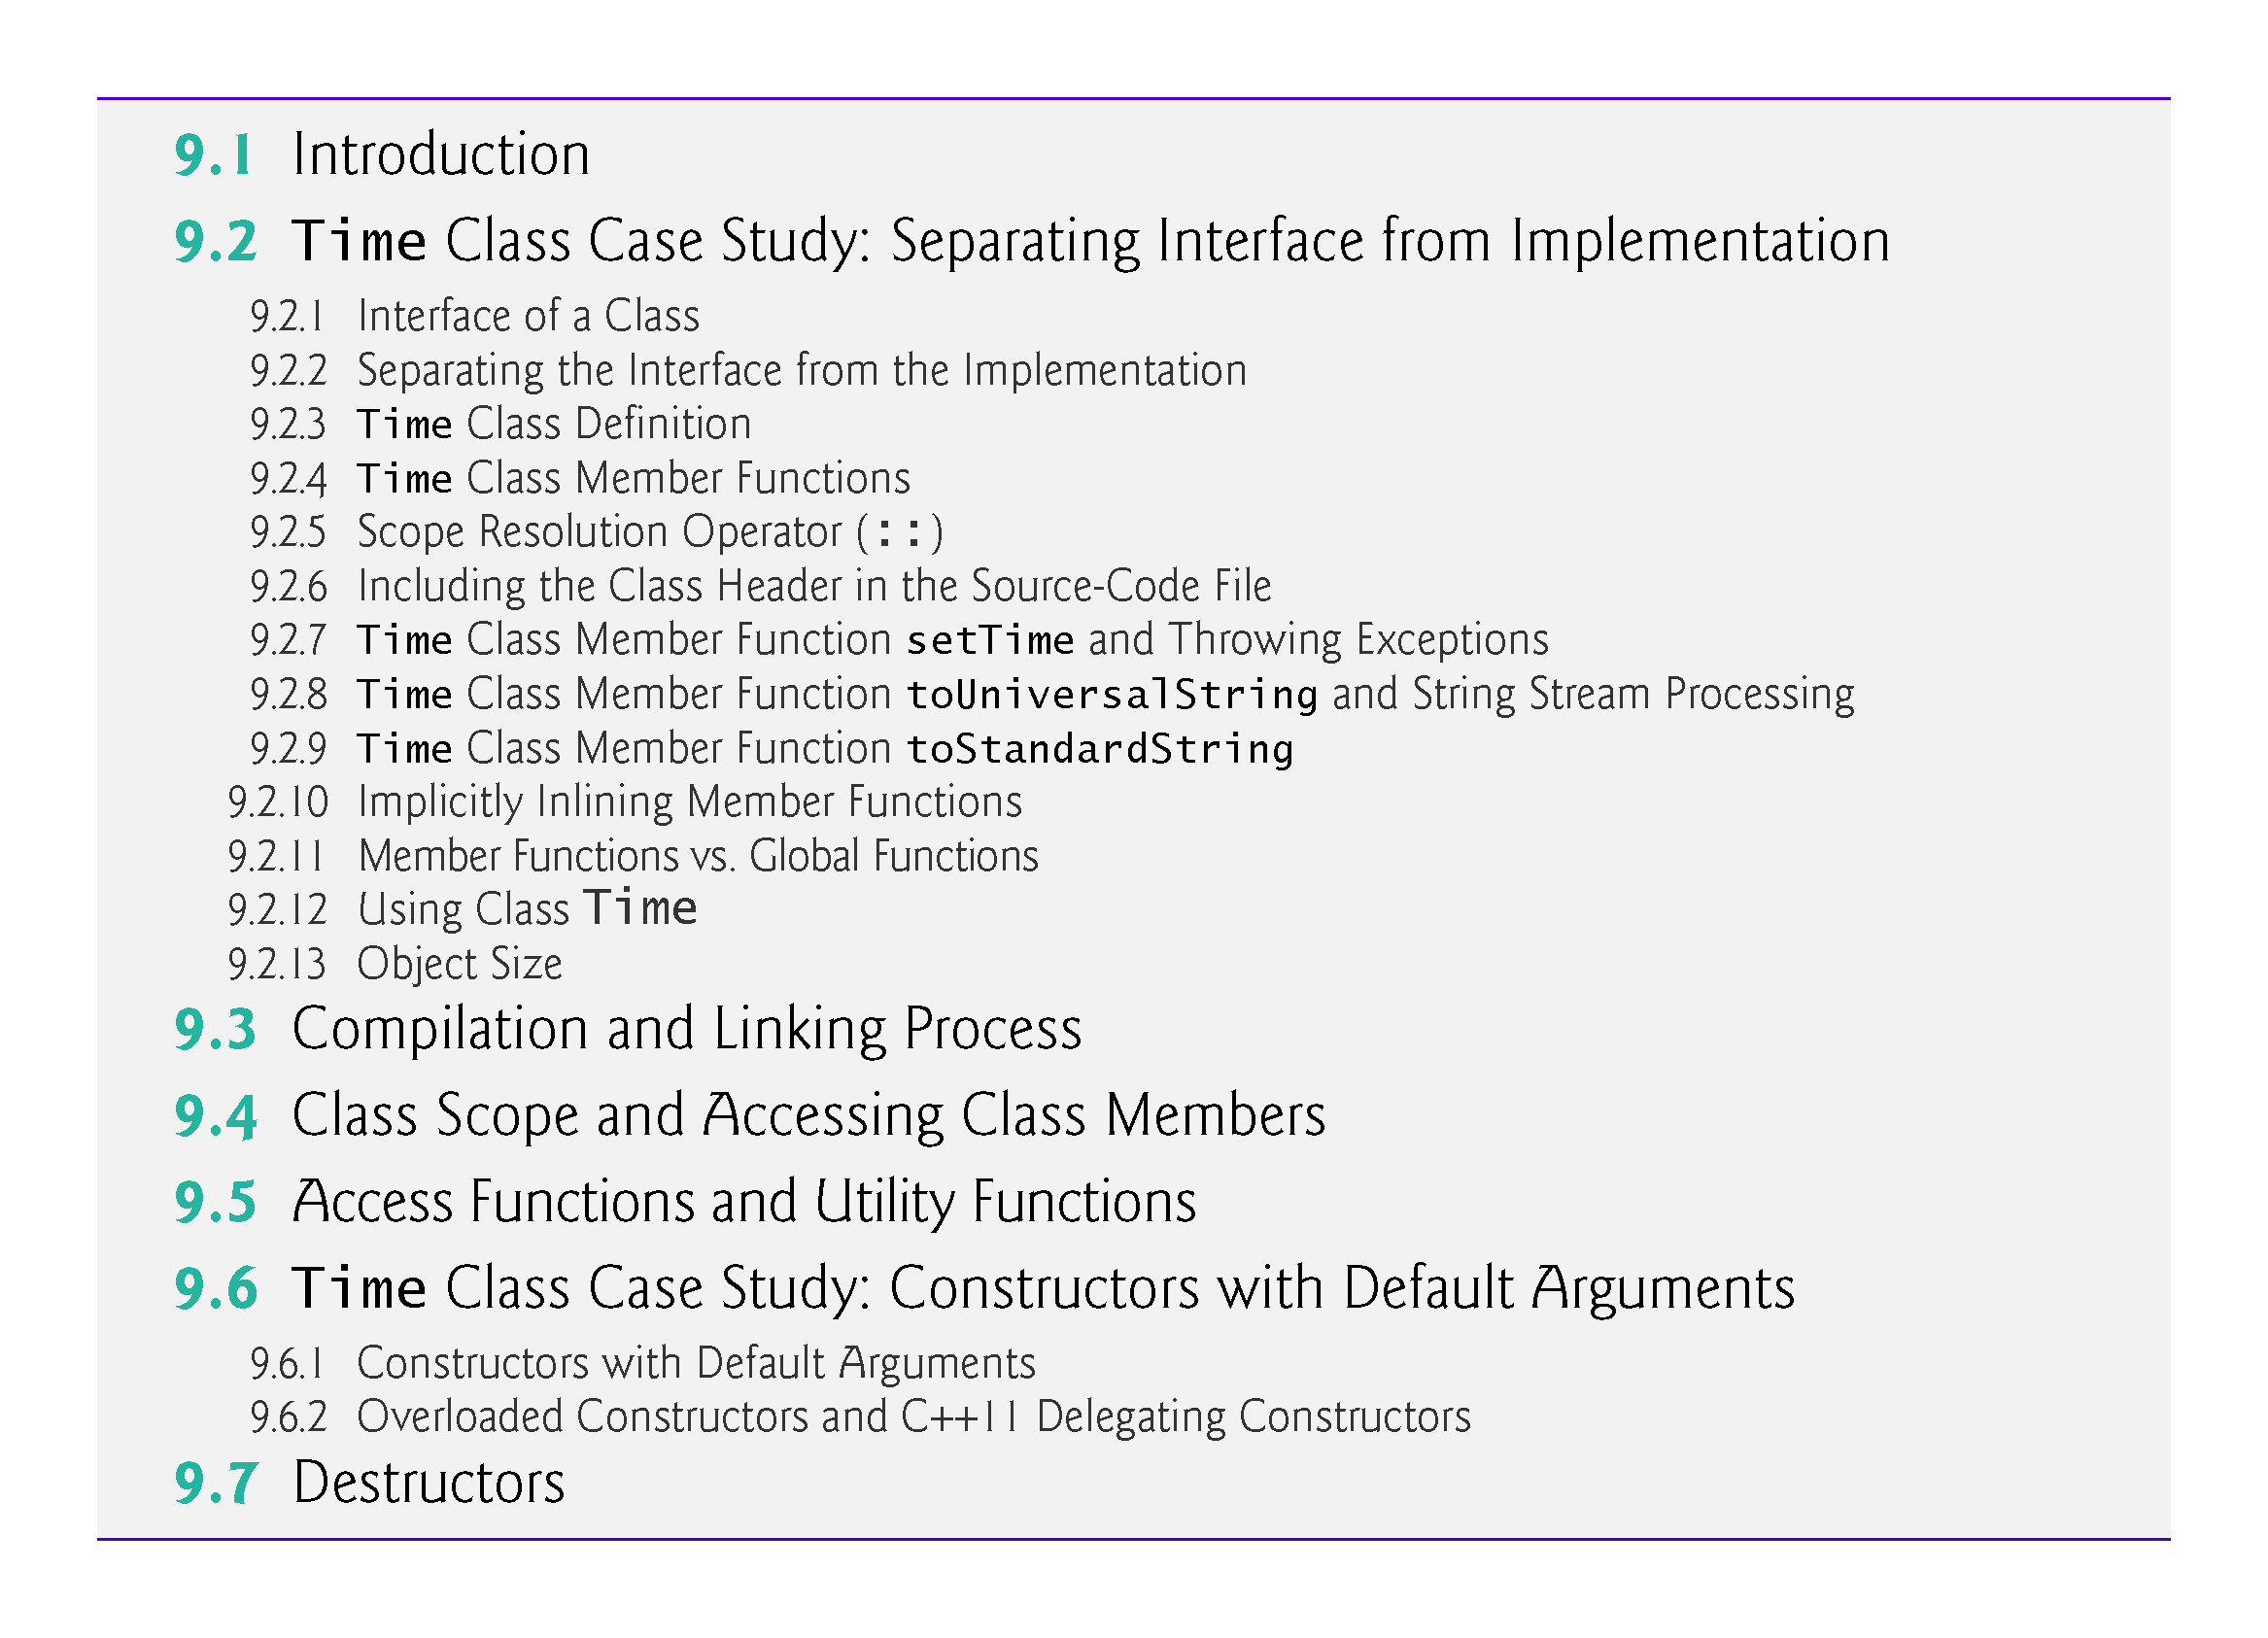 9.1 Introduction
9.2 Time Class Case Study: Separating Interface from Implementation
9.2.1 Interface of a Class
9.2.2 Separating the Interface from the Implementation
9.2.3 Time Class Definition
9.2.4 Time Class Member Functions
9.2.5 Scope Resolution Operator (::)
9.2.6 Including the Class Header in the Source-Code File
9.2.7 Time Class Member Function setTime and Throwing Exceptions
9.2.8 Time Class Member Function toUniversalString and String Stream Processing
9.2.9 Time Class Member Function toStandardString
9.2.10 Implicitly Inlining Member Functions
9.2.11 Member Functions vs. Global Functions
9.2.12 Using Class Time
9.2.13 Object Size
9.3 Compilation and Linking Process
9.4 Class Scope and Accessing Class Members
9.5 Access Functions and Utility Functions
9.6 Time Class Case Study: Constructors with Default Arguments
9.6.1 Constructors with Default Arguments
9.6.2 Overloaded Constructors and C++11 Delegating Constructors
9.7 Destructors